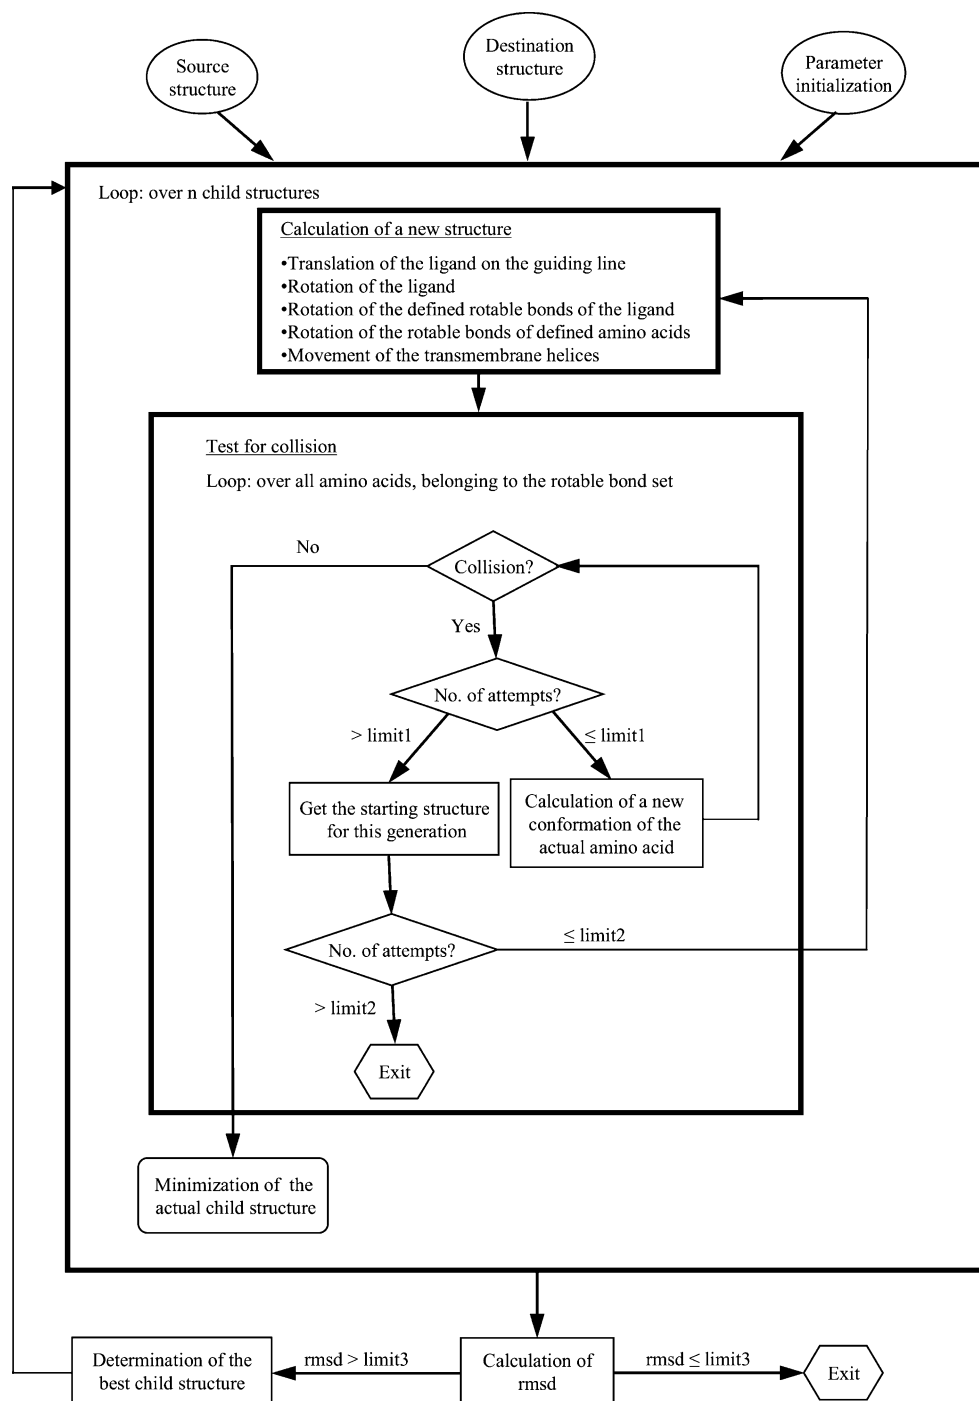 Source
structure
Destination
structure
Parameter
initialization
Loop: over n child structures
Calculation of a new structure
•Translation of the ligand on the guiding line
•Rotation of the ligand
•Rotation of the defined rotable bonds of the ligand
•Rotation of the rotable bonds of defined amino acids
•Movement of the transmembrane helices
Test for collision
Loop: over all amino acids, belonging to the rotable bond set
No
Collision?
Yes
No. of attempts?
> limit1
≤ limit1
Get the starting structure
for this generation
Calculation of a new
conformation of the
actual amino acid
No. of attempts?
≤ limit2
> limit2
Exit
Minimization of the
actual child structure
Determination of the
best child structure
rmsd > limit3
Calculation of
rmsd
rmsd ≤ limit3
Exit